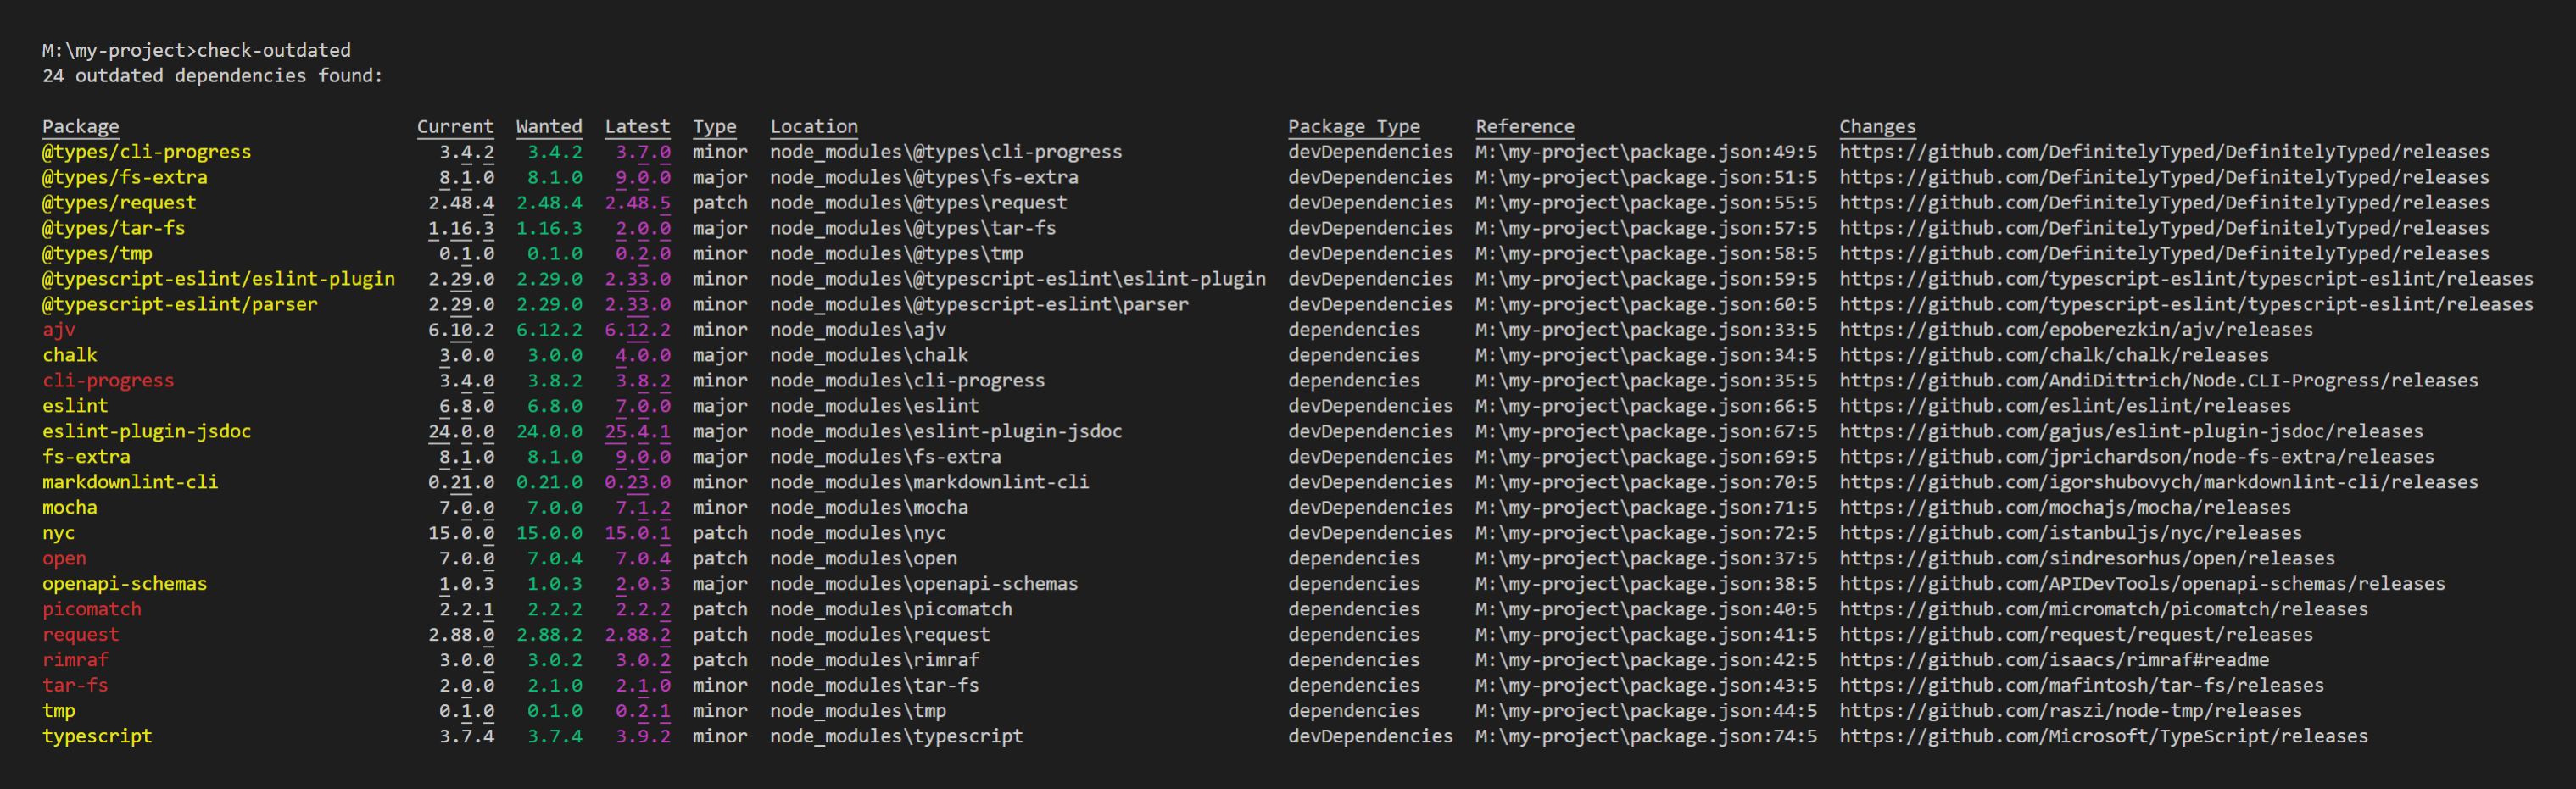 M:\my-project>check-outdated
24 outdated dependencies found:
Package Current Wanted Latest Type Location Package Type Reference Changes
@types/cli-progress 3.4.2 3.4.2 3.7.0 minor node_modules\@types\cli-progress devDependencies M:\my-project\package.json:49:5 https://github.com/DefinitelyTyped/DefinitelyTyped/releases
@types/fs-extra 8.1.0 8.1.0 9.0.0 major node_modules\@types\fs-extra devDependencies M:\my-project\package.json:51:5 https://github.com/DefinitelyTyped/DefinitelyTyped/releases
@types/request 2.48.4 2.48.4 2.48.5 patch node_modules\@types\request devDependencies M:\my-project\package.json:55:5 https://github.com/DefinitelyTyped/DefinitelyTyped/releases
@types/tar-fs 1.16.3 1.16.3 2.0.0 major node_modules\@types\tar-fs devDependencies M:\my-project\package.json:57:5 https://github.com/DefinitelyTyped/DefinitelyTyped/releases
@types/tmp 0.1.0 0.1.0 0.2.0 minor node_modules\@types\tmp devDependencies M:\my-project\package.json:58:5 https://github.com/DefinitelyTyped/DefinitelyTyped/releases
@typescript-eslint/eslint-plugin 2.29.0 2.29.0 2.33.0 minor node_modules\@typescript-eslint\eslint-plugin devDependencies M:\my-project\package.json:59:5 https://github.com/typescript-eslint/typescript-eslint/releases
@typescript-eslint/parser 2.29.0 2.29.0 2.33.0 minor node_modules\@typescript-eslint\parser devDependencies M:\my-project\package.json:60:5 https://github.com/typescript-eslint/typescript-eslint/releases
ajv 6.10.2 6.12.2 6.12.2 minor node_modules\ajv dependencies M:\my-project\package.json:33:5 https://github.com/epoberezkin/ajv/releases
chalk 3.0.0 3.0.0 4.0.0 major node_modules\chalk dependencies M:\my-project\package.json:34:5 https://github.com/chalk/chalk/releases
cli-progress 3.4.0 3.8.2 3.8.2 minor node_modules\cli-progress dependencies M:\my-project\package.json:35:5 https://github.com/AndiDittrich/Node.CLI-Progress/releases
eslint 6.8.0 6.8.0 7.0.0 major node_modules\eslint devDependencies M:\my-project\package.json:66:5 https://github.com/eslint/eslint/releases
eslint-plugin-jsdoc 24.0.0 24.0.0 25.4.1 major node_modules\eslint-plugin-jsdoc devDependencies M:\my-project\package.json:67:5 https://github.com/gajus/eslint-plugin-jsdoc/releases
fs-extra 8.1.0 8.1.0 9.0.0 major node_modules\fs-extra devDependencies M:\my-project\package.json:69:5 https://github.com/jprichardson/node-fs-extra/releases
markdownlint-cli 0.21.0 0.21.0 0.23.0 minor node_modules\markdownlint-cli devDependencies M:\my-project\package.json:70:5 https://github.com/igorshubovych/markdownlint-cli/releases
mocha 7.0.0 7.0.0 7.1.2 minor node_modules\mocha devDependencies M:\my-project\package.json:71:5 https://github.com/mochajs/mocha/releases
nyc 15.0.0 15.0.0 15.0.1 patch node_modules\nyc devDependencies M:\my-project\package.json:72:5 https://github.com/istanbuljs/nyc/releases
open 7.0.0 7.0.4 7.0.4 patch node_modules\open dependencies M:\my-project\package.json:37:5 https://github.com/sindresorhus/open/releases
openapi-schemas 1.0.3 1.0.3 2.0.3 major node_modules\openapi-schemas dependencies M:\my-project\package.json:38:5 https://github.com/APIDevTools/openapi-schemas/releases
picomatch 2.2.1 2.2.2 2.2.2 patch node_modules\picomatch dependencies M:\my-project\package.json:40:5 https://github.com/micromatch/picomatch/releases
request 2.88.0 2.88.2 2.88.2 patch node_modules\request dependencies M:\my-project\package.json:41:5 https://github.com/request/request/releases
rimraf 3.0.0 3.0.2 3.0.2 patch node_modules\rimraf dependencies M:\my-project\package.json:42:5 https://github.com/isaacs/rimraf#readme
tar-fs 2.0.0 2.1.0 2.1.0 minor node_modules\tar-fs dependencies M:\my-project\package.json:43:5 https://github.com/mafintosh/tar-fs/releases
tmp 0.1.0 0.1.0 0.2.1 minor node_modules\tmp dependencies M:\my-project\package.json:44:5 https://github.com/raszi/node-tmp/releases
typescript 3.7.4 3.7.4 3.9.2 minor node_modules\typescript devDependencies M:\my-project\package.json:74:5 https://github.com/Microsoft/TypeScript/releases